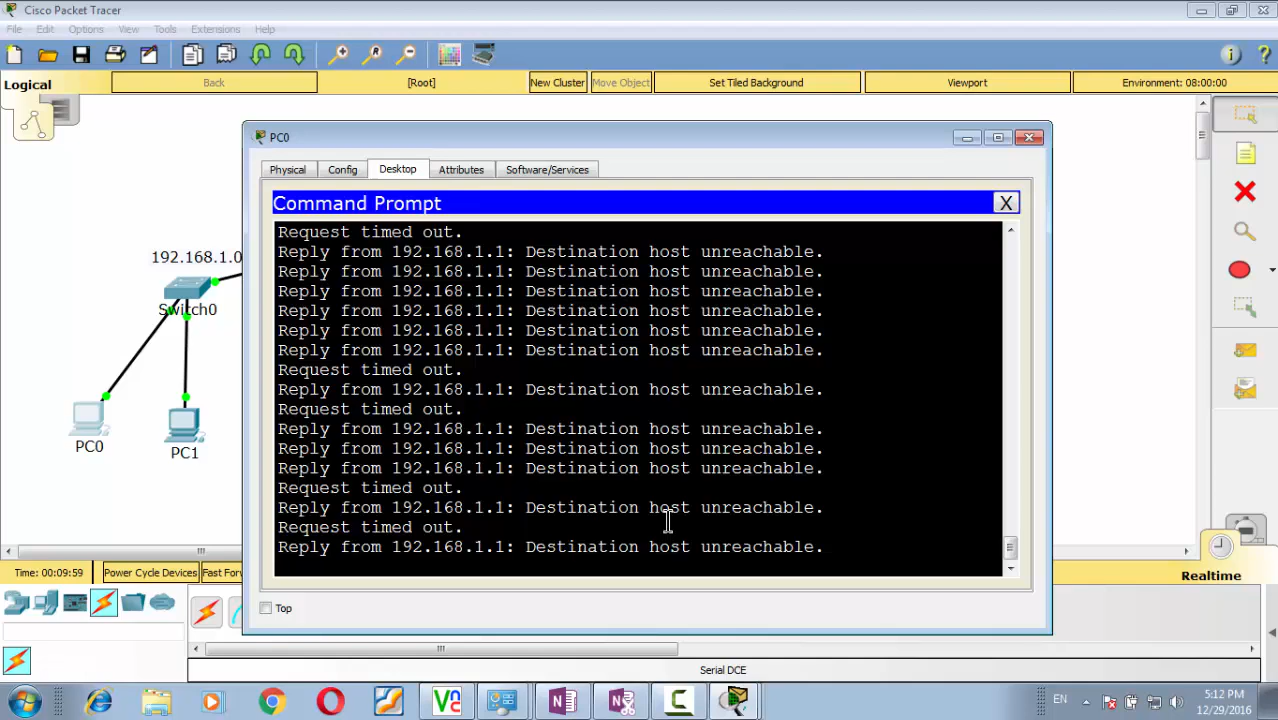 Cisco Packet Tracer
File Edit Options View Tools Extensions Help
Logical
Back
[Root]
New Cluster
Move Object
Set Tiled Background
Viewport
Environment: 08:00:00
PC0
Physical Config Desktop Attributes Software/Services
Command Prompt
X
Request timed out.
Reply from 192.168.1.1: Destination host unreachable.
Reply from 192.168.1.1: Destination host unreachable.
Reply from 192.168.1.1: Destination host unreachable.
Reply from 192.168.1.1: Destination host unreachable.
Reply from 192.168.1.1: Destination host unreachable.
Reply from 192.168.1.1: Destination host unreachable.
Request timed out.
Reply from 192.168.1.1: Destination host unreachable.
Request timed out.
Reply from 192.168.1.1: Destination host unreachable.
Reply from 192.168.1.1: Destination host unreachable.
Reply from 192.168.1.1: Destination host unreachable.
Request timed out.
Reply from 192.168.1.1: Destination host unreachable.
Request timed out.
Reply from 192.168.1.1: Destination host unreachable.
Top
192.168.1.0
Switch0
PC0
PC1
Time: 00:09:59
Power Cycle Devices
Fast For
Realtime
Serial DCE
EN
5:12 PM
12/29/2016